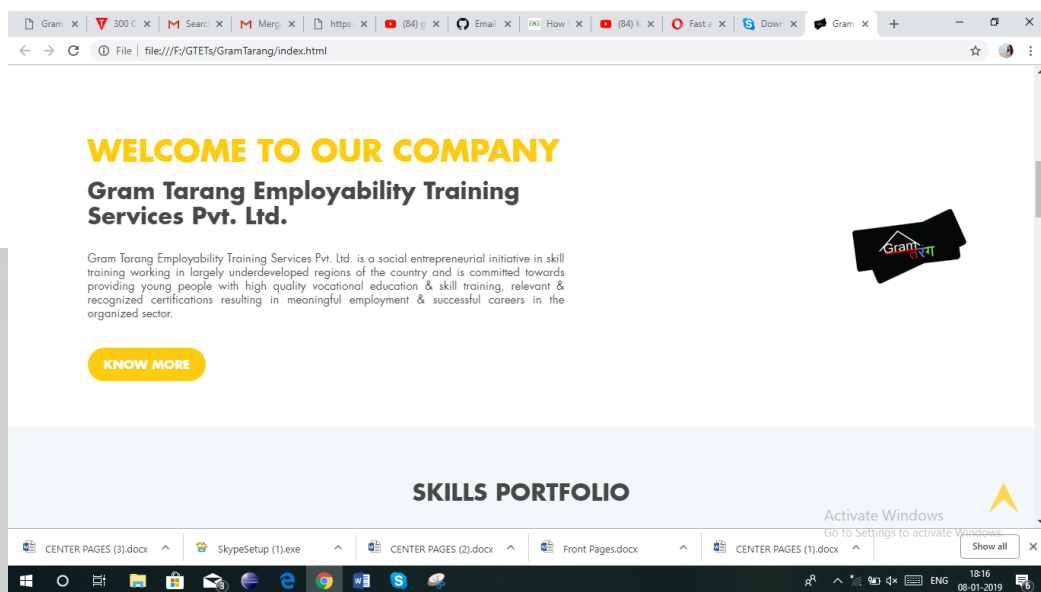 Gram
300 C
Searc
Merg
https:
(84) g
Email
How
(84) K
Fast a
Down
Gram
File
file:///F:/GTETs/GramTarang/index.html
WELCOME TO OUR COMPANY
Gram Tarang Employability Training
Services Pvt. Ltd.
Gram Tarang Employability Training Services Pvt. Ltd. is a social entrepreneurial initiative in skill
training working in largely underdeveloped regions of the country and is committed towards
providing young people with high quality vocational education & skill training, relevant &
recognized certifications resulting in meaningful employment & successful careers in the
organized sector.
Gram
तरंग
KNOW MORE
SKILLS PORTFOLIO
Activate Windows
Go to Settings to activate Windows.
CENTER PAGES (3).docx
SkypeSetup (1).exe
CENTER PAGES (2).docx
Front Pages.docx
CENTER PAGES (1).docx
Show all
ENG
18:16
08-01-2019